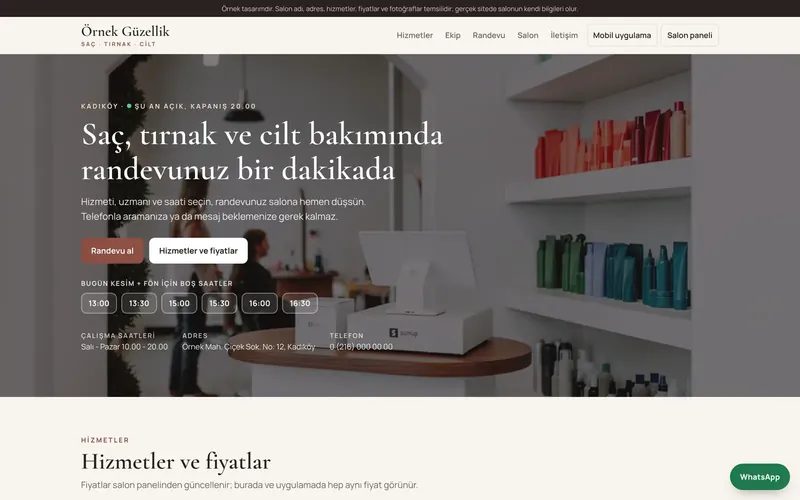 Örnek tasarımdır. Salon adı, adres, hizmetler, fiyatlar ve fotoğraflar temsilidir; gerçek sitede salonun kendi bilgileri olur.
Örnek Güzellik
SAÇ · TIRNAK · CİLT
Hizmetler
Ekip
Randevu
Salon
İletişim
Mobil uygulama
Salon paneli
KADIKÖY · ŞU AN AÇIK, KAPANIŞ 20.00
Saç, tırnak ve cilt bakımında
randevunuz bir dakikada
Hizmeti, uzmanı ve saati seçin, randevunuz salona hemen düşsün.
Telefonla aramanıza ya da mesaj beklemenize gerek kalmaz.
Randevu al
Hizmetler ve fiyatlar
BUGÜN KESİM + FÖN İÇİN BOŞ SAATLER
13:00
13:30
15:00
15:30
16:00
16:30
ÇALIŞMA SAATLERİ
Salı - Pazar 10.00 - 20.00
ADRES
Örnek Mah. Çiçek Sok. No: 12, Kadıköy
TELEFON
0 (216) 000 00 00
sumup
HİZMETLER
Hizmetler ve fiyatlar
Fiyatlar salon panelinden güncellenir; burada ve uygulamada hep aynı fiyat görünür.
WhatsApp